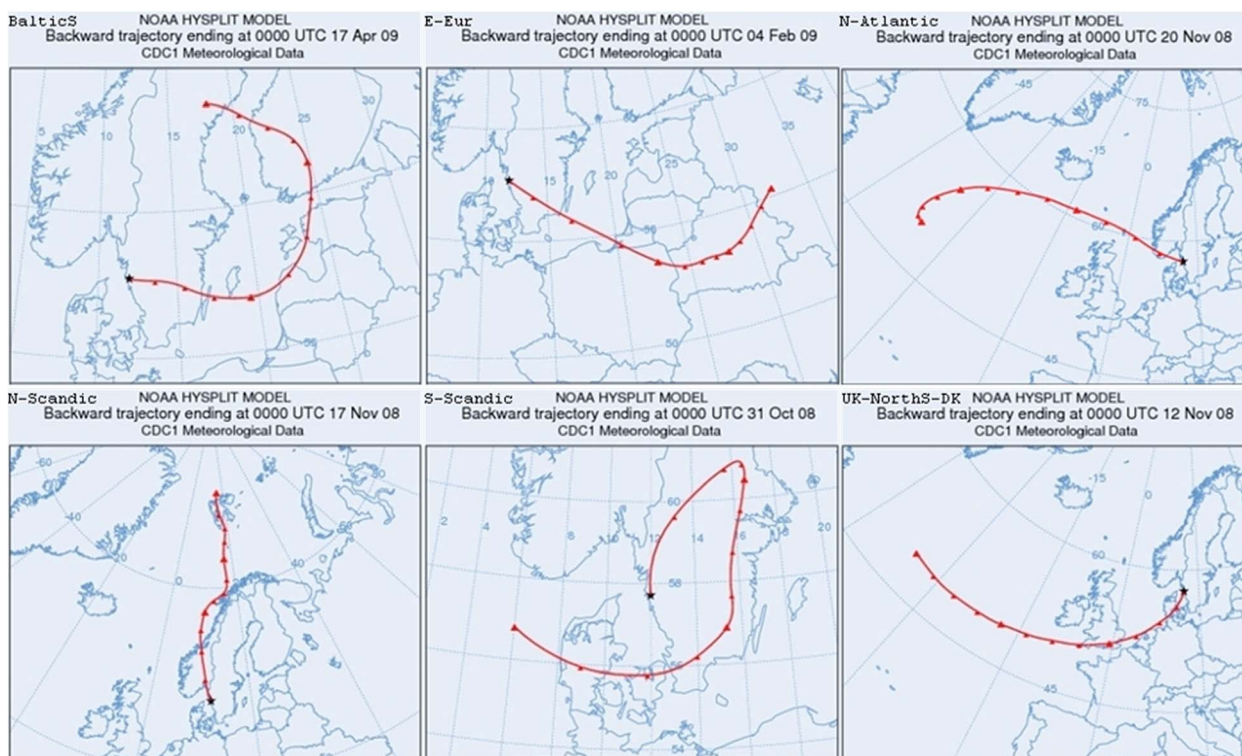 BalticS NOAA HYSPLIT MODEL
Backward trajectory ending at 0000 UTC 17 Apr 09
CDC1 Meteorological Data
5
10
15
20
25
30
E-Eur NOAA HYSPLIT MODEL
Backward trajectory ending at 0000 UTC 04 Feb 09
CDC1 Meteorological Data
15
20
25
30
35
50
N-Atlantic NOAA HYSPLIT MODEL
Backward trajectory ending at 0000 UTC 20 Nov 08
CDC1 Meteorological Data
-45
-15
0
75
60
45
N-Scandic NOAA HYSPLIT MODEL
Backward trajectory ending at 0000 UTC 17 Nov 08
CDC1 Meteorological Data
-60
-40
20
0
40
60
S-Scandic NOAA HYSPLIT MODEL
Backward trajectory ending at 0000 UTC 31 Oct 08
CDC1 Meteorological Data
2
4
6
8
10
12
14
20
60
58
54
UK-NorthS-DK NOAA HYSPLIT MODEL
Backward trajectory ending at 0000 UTC 12 Nov 08
CDC1 Meteorological Data
-15
0
60
45